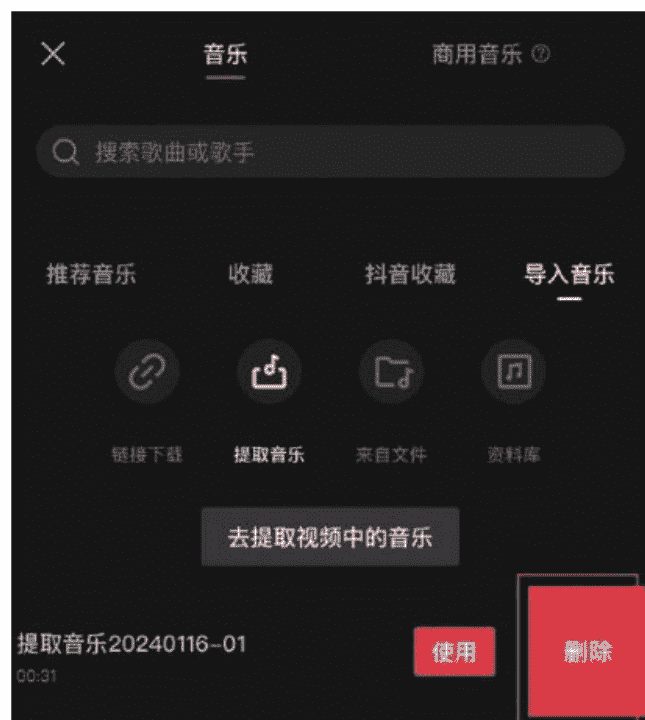 音乐 商用音乐 ?
搜索歌曲或歌手
推荐音乐 收藏 抖音收藏 导入音乐
链接下载 提取音乐 来自文件 资料库
去提取视频中的音乐
提取音乐20240116-01
使用 删除
00:31